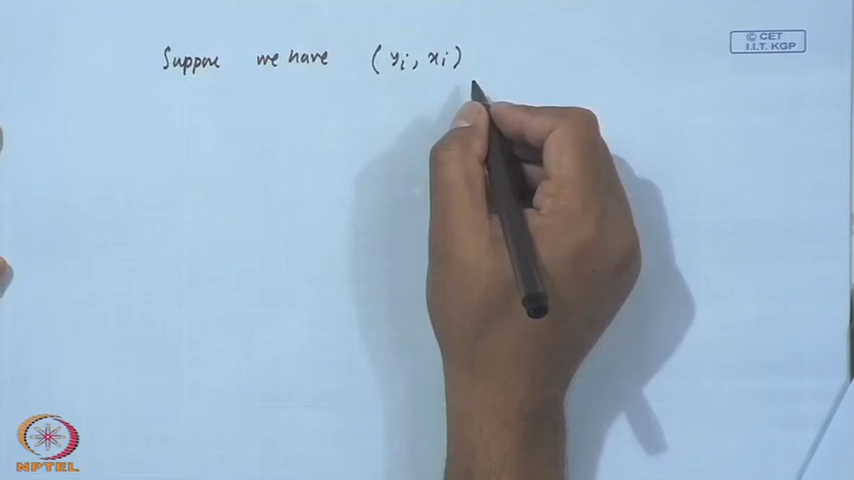 © CET
I.I.T. KGP
Suppose we have (yi, xi)
NPTEL